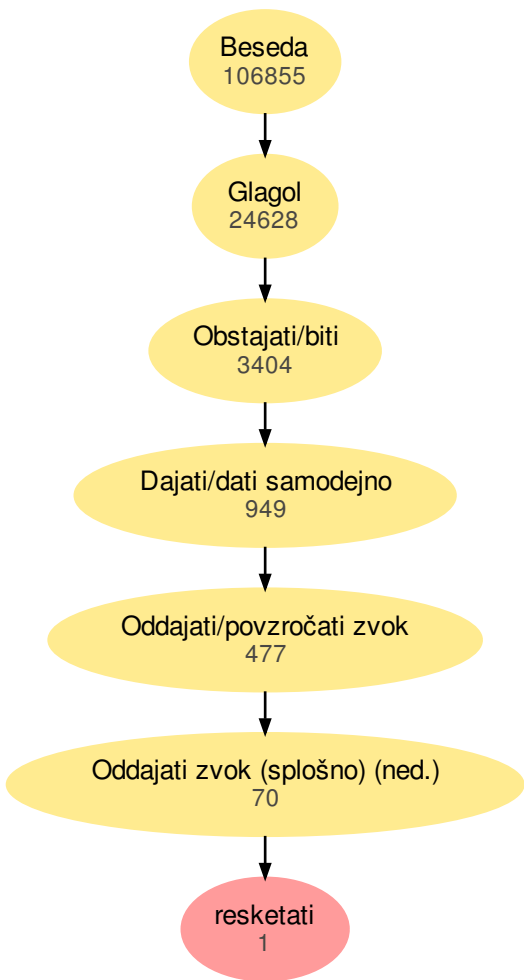 Beseda
106855
Glagol
24628
Obstajati/biti
3404
Dajati/dati samodejno
949
Oddajati/povzročati zvok
477
Oddajati zvok (splošno) (ned.)
70
resketati
1